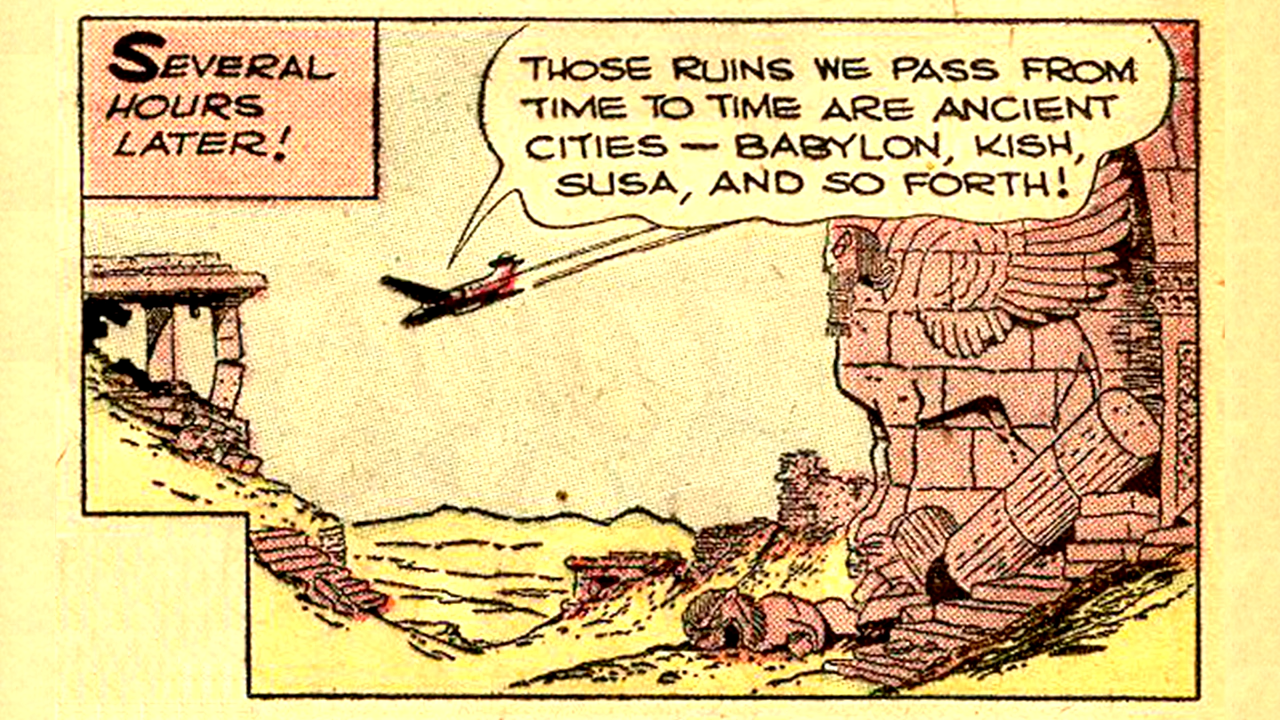 SEVERAL
HOURS
LATER!
THOSE RUINS WE PASS FROM
TIME TO TIME ARE ANCIENT
CITIES — BABYLON, KISH,
SUSA, AND SO FORTH!